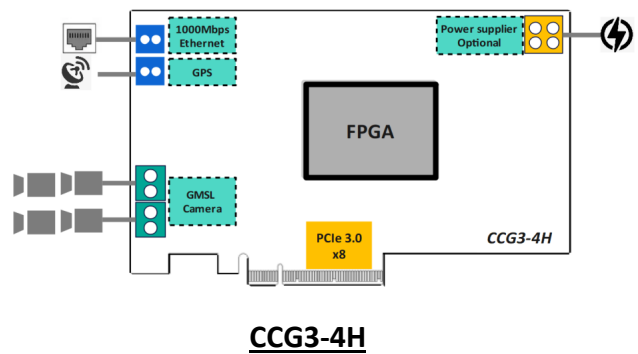 1000Mbps
Ethernet
GPS
Power supplier
Optional
FPGA
GMSL
Camera
PCIe 3.0
x8
CCG3-4H
CCG3-4H